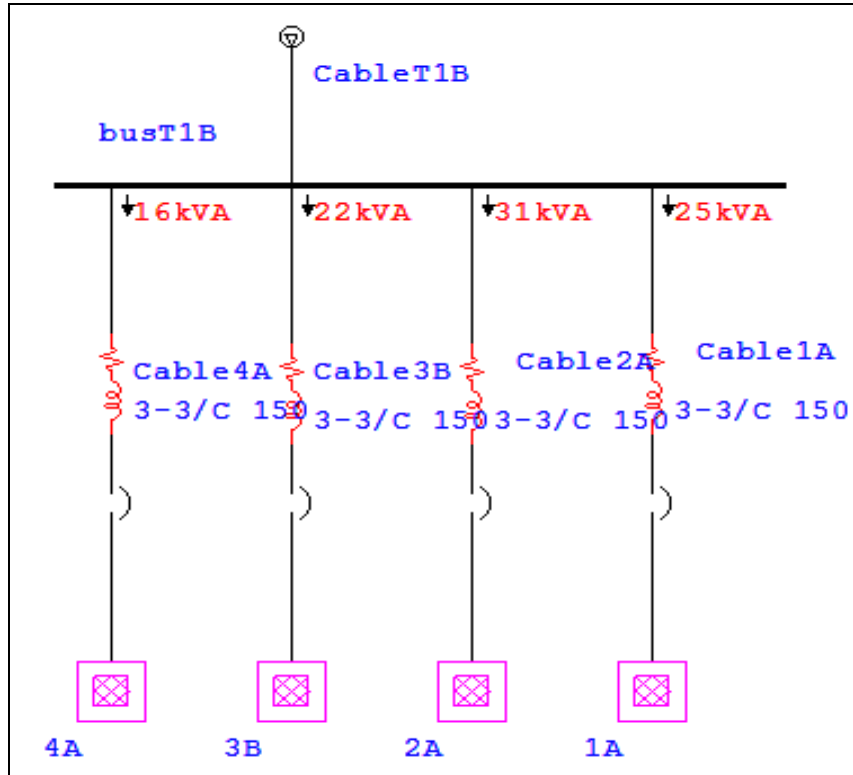 CableT1B
busT1B
16kVA 22kVA 31kVA 25kVA
Cable4A Cable3B Cable2A Cable1A
3-3/C 150 3-3/C 150 3-3/C 150 3-3/C 150
4A 3B 2A 1A